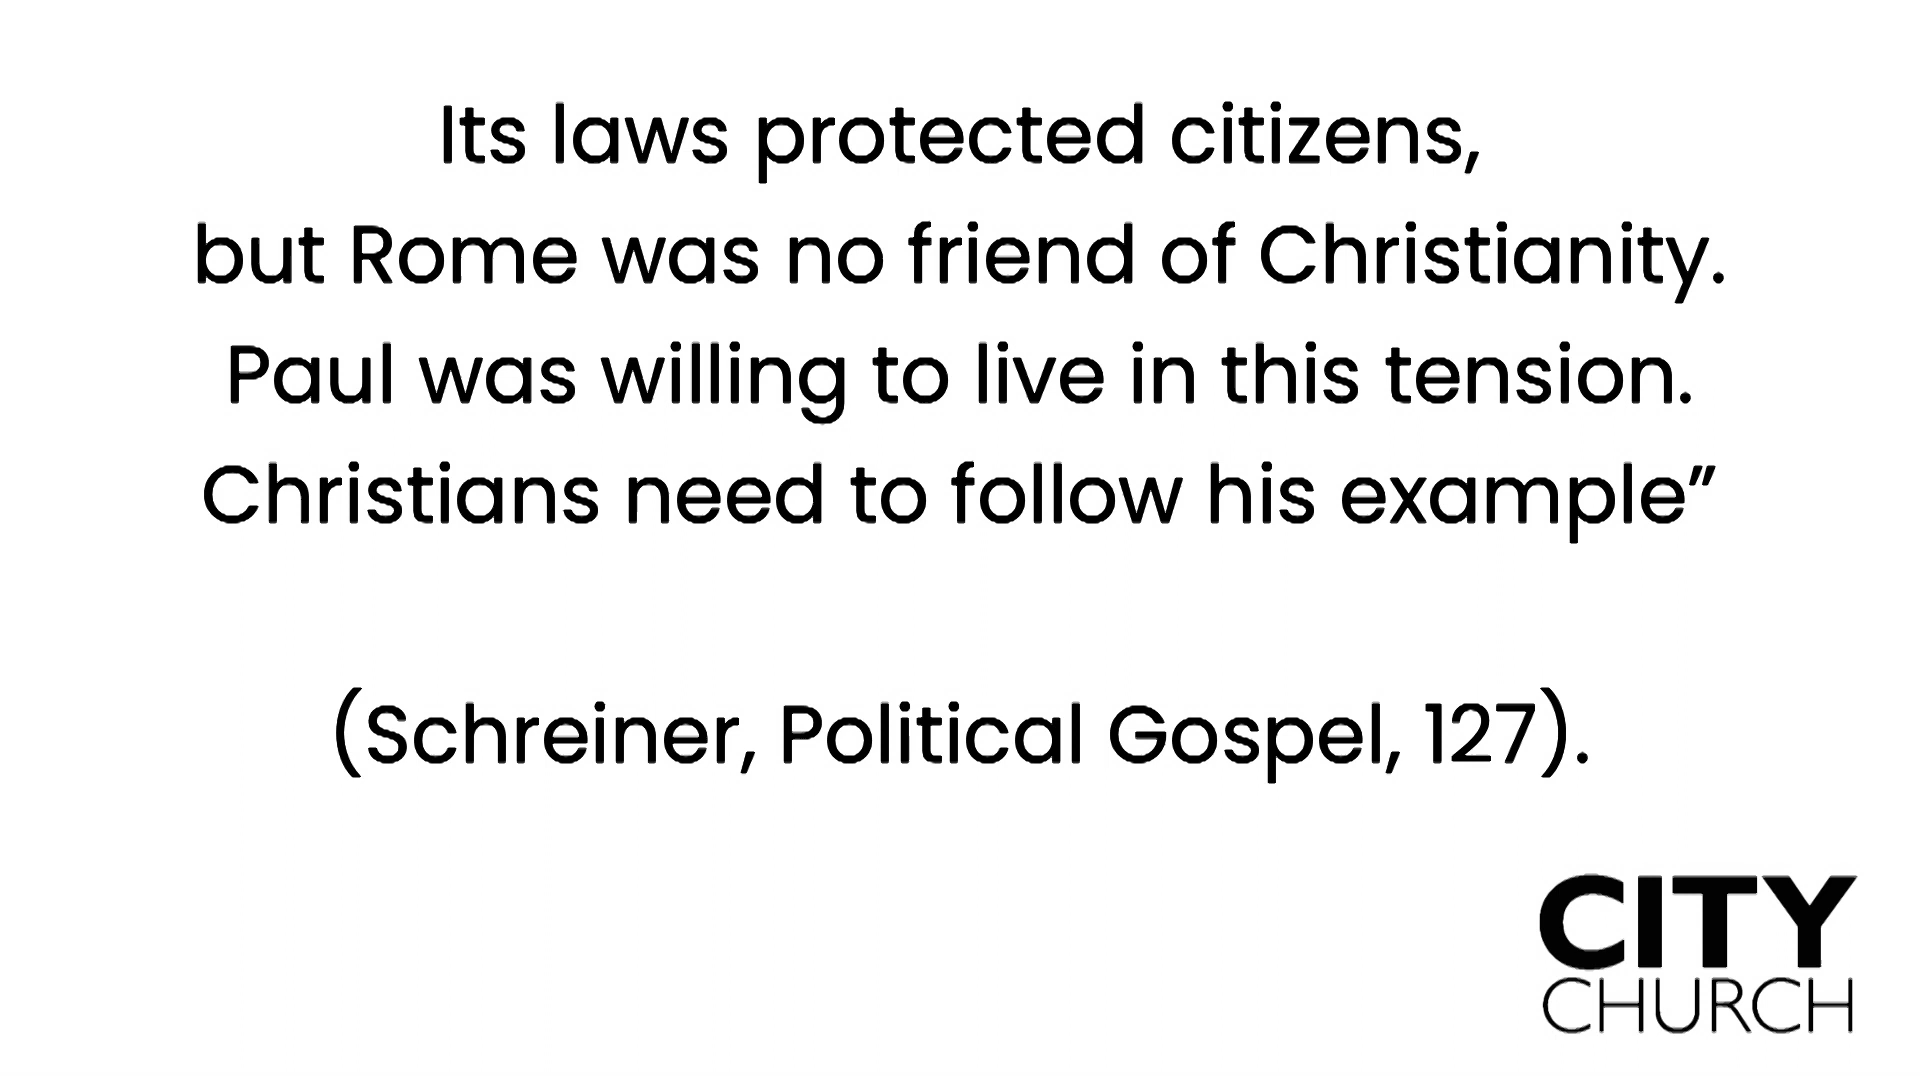 Its laws protected citizens,
but Rome was no friend of Christianity.
Paul was willing to live in this tension.
Christians need to follow his example”
(Schreiner, Political Gospel, 127).
CITY
CHURCH